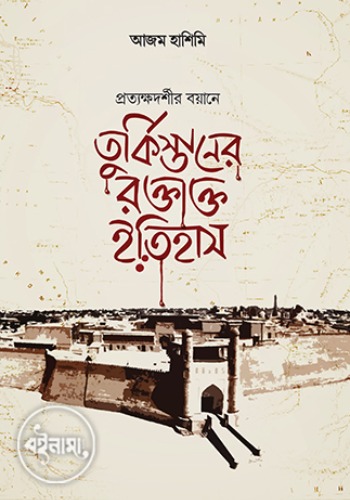 আজম হাশিমি
প্রত্যক্ষদর্শীর বয়ানে
তুর্কিস্তানের
রক্তাক্ত
ইতিহাস
বইনামা